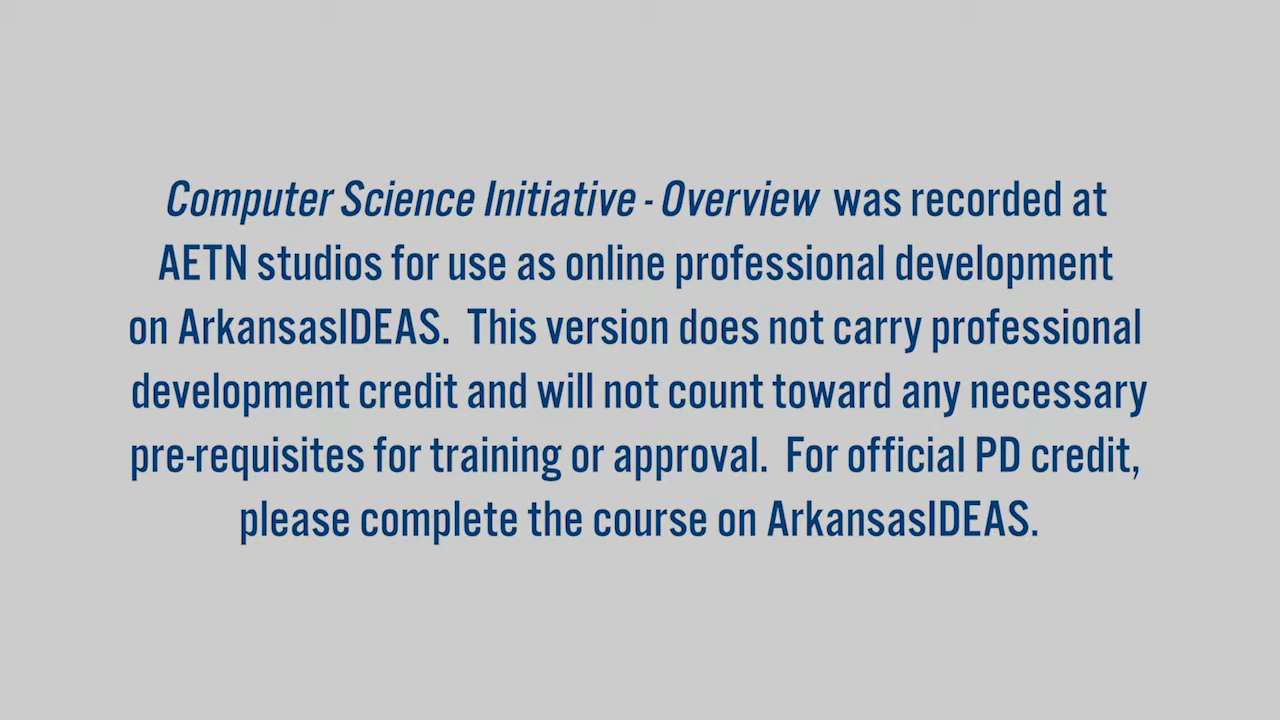 Computer Science Initiative - Overview was recorded at
AETN studios for use as online professional development
on ArkansasIDEAS. This version does not carry professional
development credit and will not count toward any necessary
pre-requisites for training or approval. For official PD credit,
please complete the course on ArkansasIDEAS.